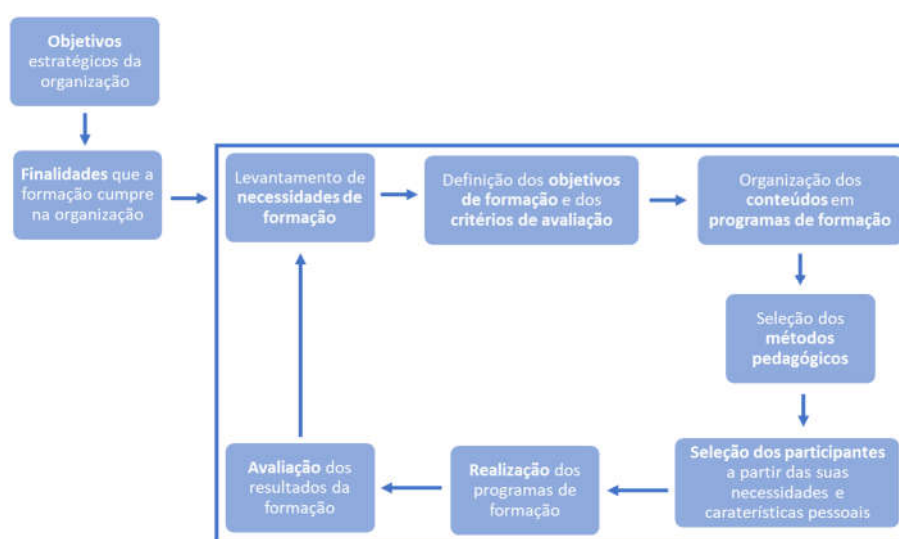 Objetivos
estratégicos da
organização
Finalidades que a
formação cumpre
na organização
Levantamento de
necessidades de
formação
Definição dos objetivos
de formação e dos
critérios de avaliação
Organização dos
conteúdos em
programas de formação
Seleção dos
métodos
pedagógicos
Seleção dos participantes
a partir das suas
necessidades e
caraterísticas pessoais
Realização dos
programas de
formação
Avaliação dos
resultados da
formação